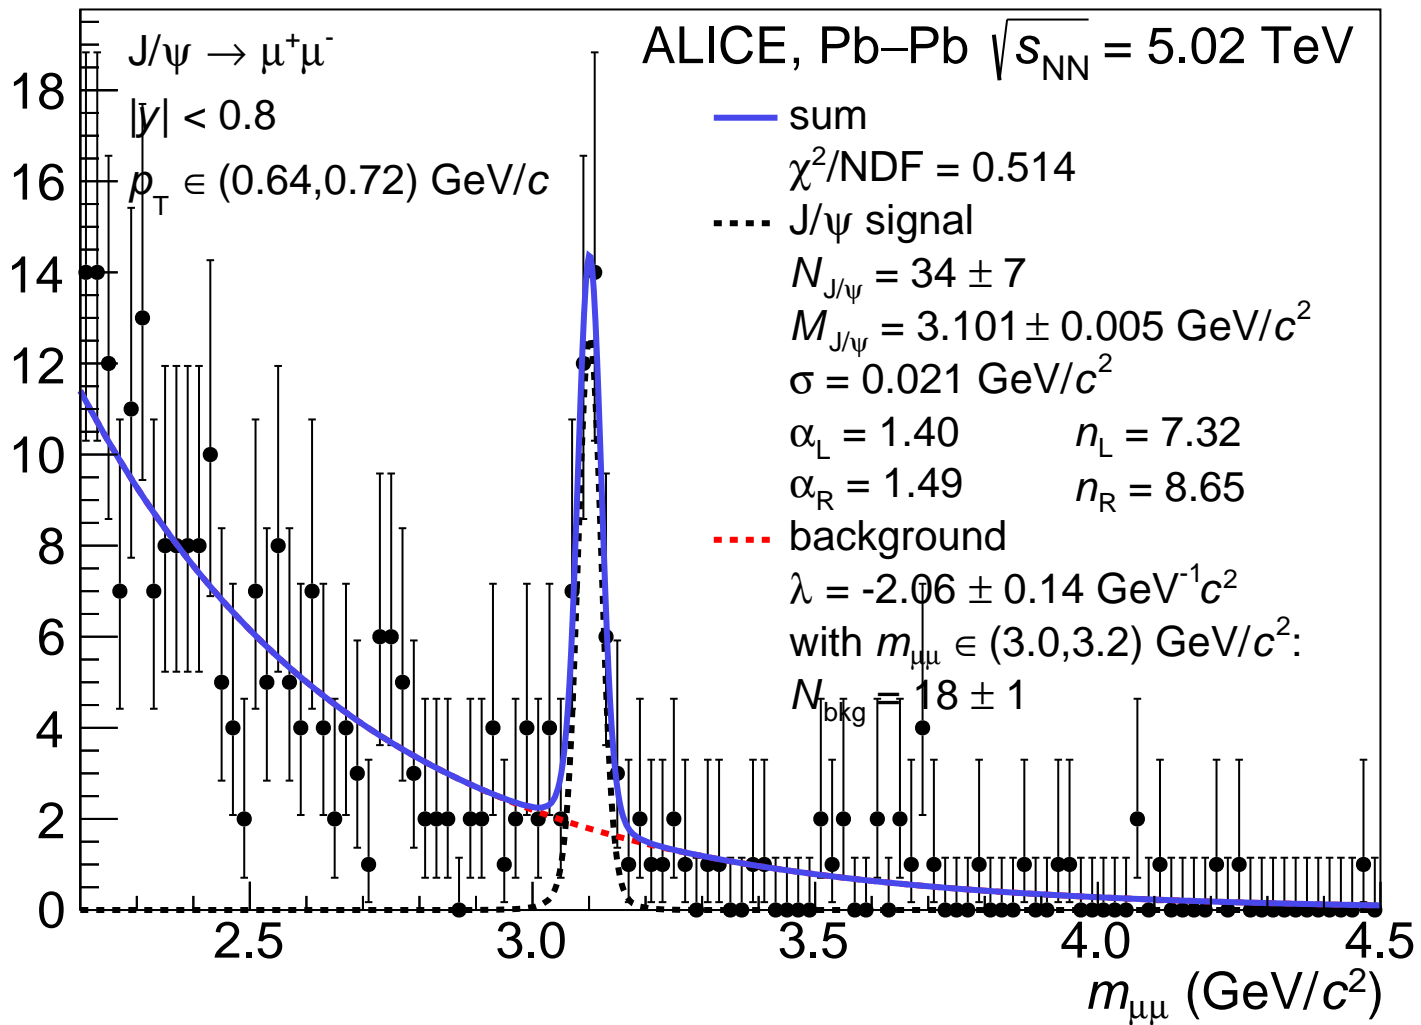 J/ψ → μ⁺μ⁻
|y| < 0.8
p_T ∈ (0.64,0.72) GeV/c
ALICE, Pb–Pb √s_NN = 5.02 TeV
sum
χ²/NDF = 0.514
J/ψ signal
N_J/ψ = 34 ± 7
M_J/ψ = 3.101 ± 0.005 GeV/c²
σ = 0.021 GeV/c²
α_L = 1.40 n_L = 7.32
α_R = 1.49 n_R = 8.65
background
λ = -2.06 ± 0.14 GeV⁻¹c²
with m_μμ ∈ (3.0,3.2) GeV/c²:
N_bkg = 18 ± 1
18
16
14
12
10
8
6
4
2
0
2.5 3.0 3.5 4.0 4.5
m_μμ (GeV/c²)